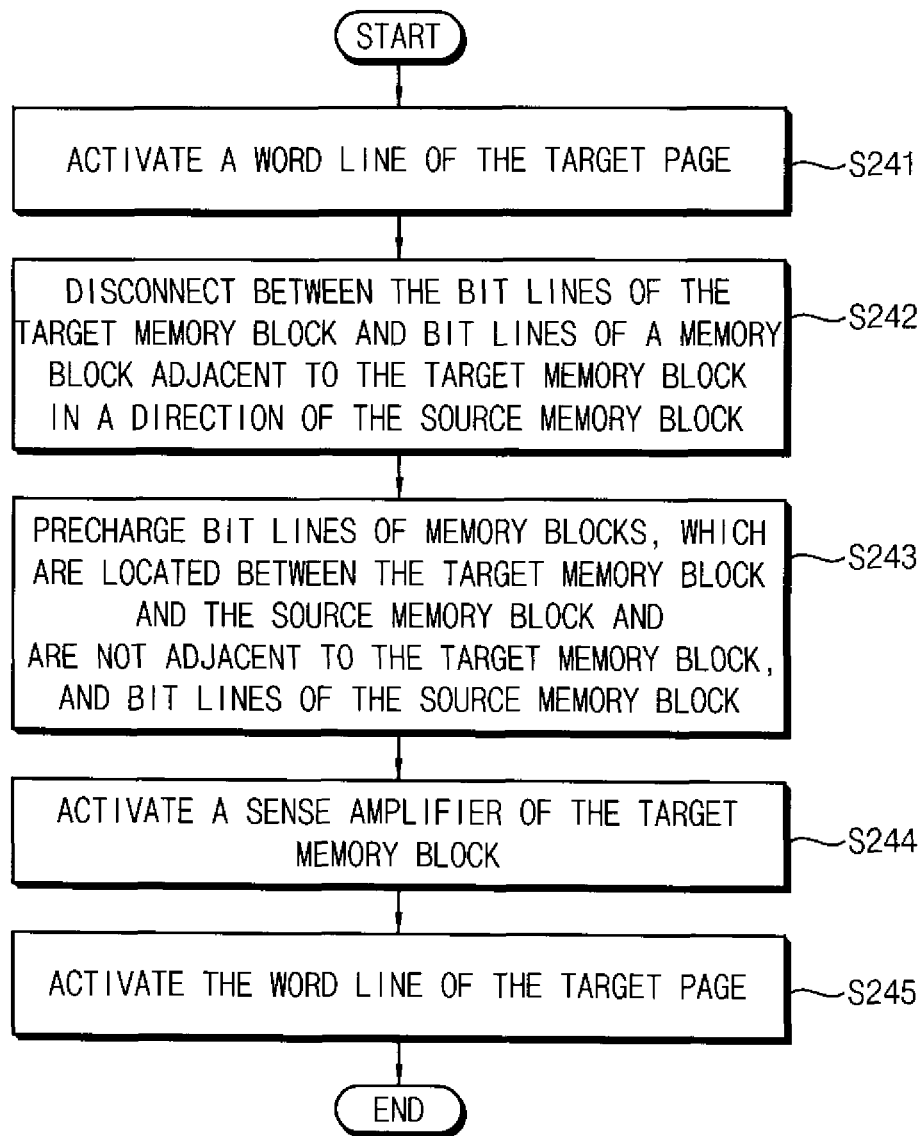 START
ACTIVATE A WORD LINE OF THE TARGET PAGE
S241
DISCONNECT BETWEEN THE BIT LINES OF THE
TARGET MEMORY BLOCK AND BIT LINES OF A MEMORY
BLOCK ADJACENT TO THE TARGET MEMORY BLOCK
IN A DIRECTION OF THE SOURCE MEMORY BLOCK
S242
PRECHARGE BIT LINES OF MEMORY BLOCKS, WHICH
ARE LOCATED BETWEEN THE TARGET MEMORY BLOCK
AND THE SOURCE MEMORY BLOCK AND
ARE NOT ADJACENT TO THE TARGET MEMORY BLOCK,
AND BIT LINES OF THE SOURCE MEMORY BLOCK
S243
ACTIVATE A SENSE AMPLIFIER OF THE TARGET
MEMORY BLOCK
S244
ACTIVATE THE WORD LINE OF THE TARGET PAGE
S245
END